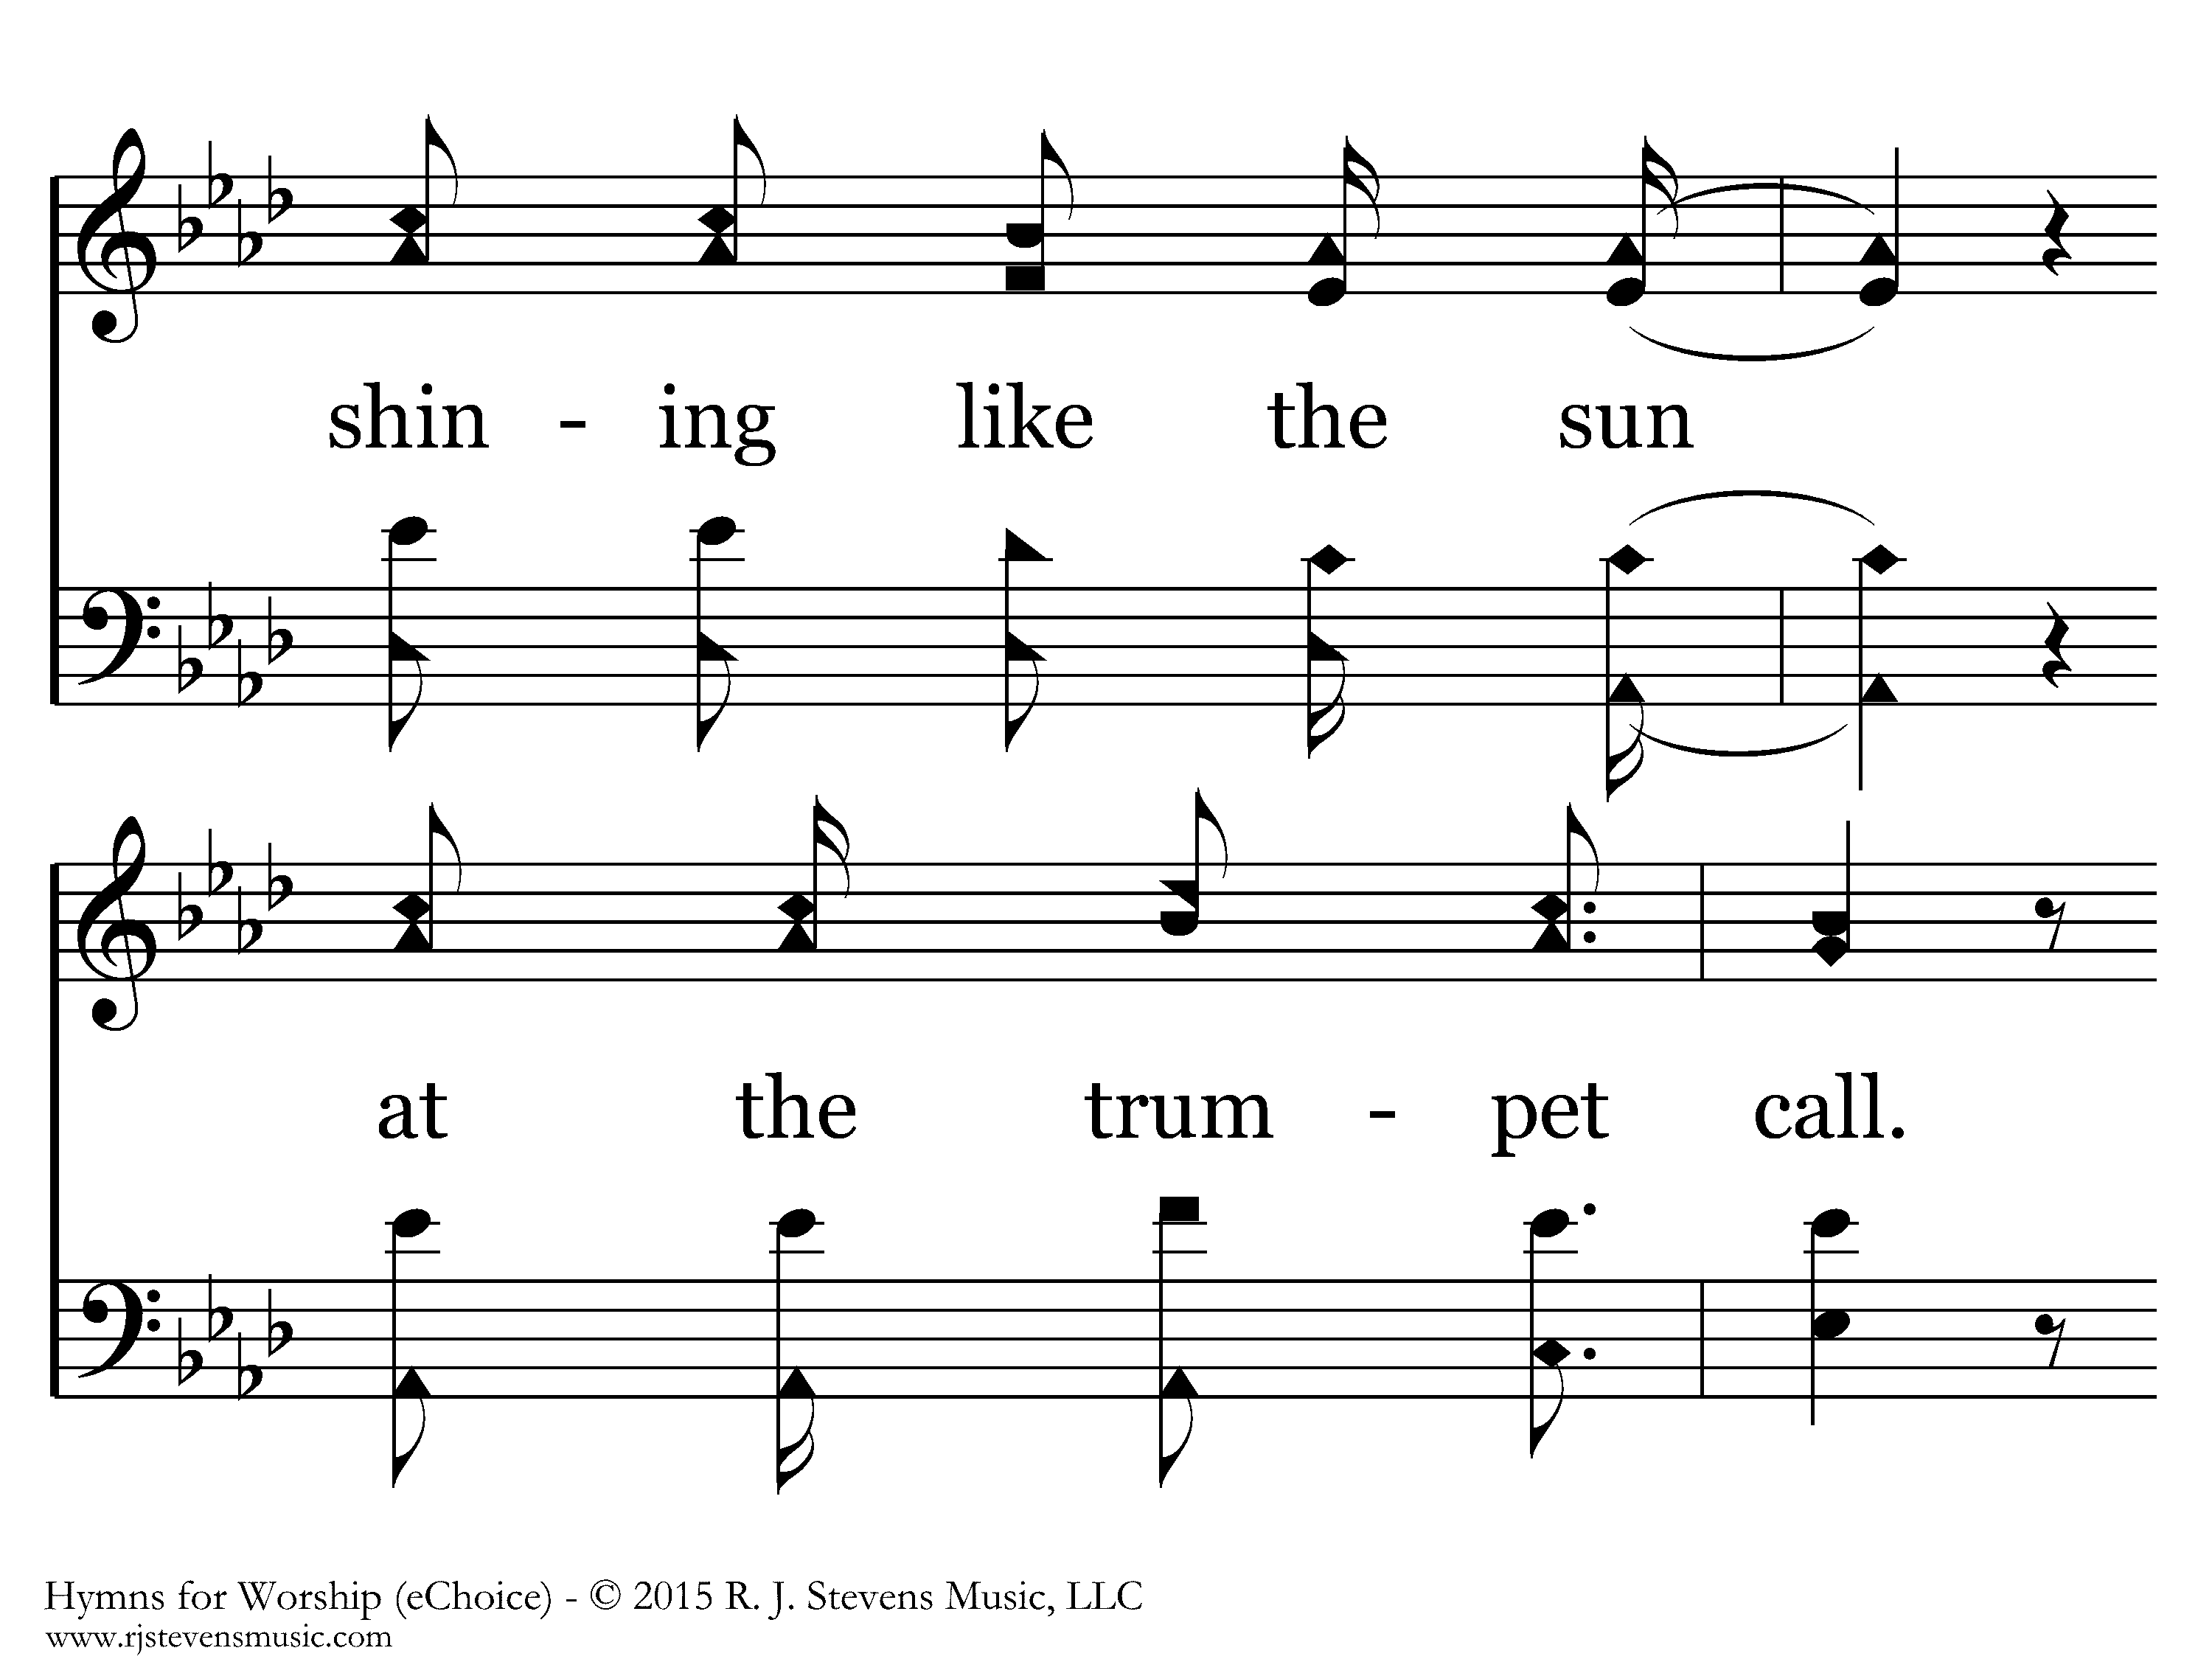 shin - ing like the sun
at the trum - pet call.
Hymns for Worship (eChoice) - © 2015 R. J. Stevens Music, LLC
www.rjstevensmusic.com